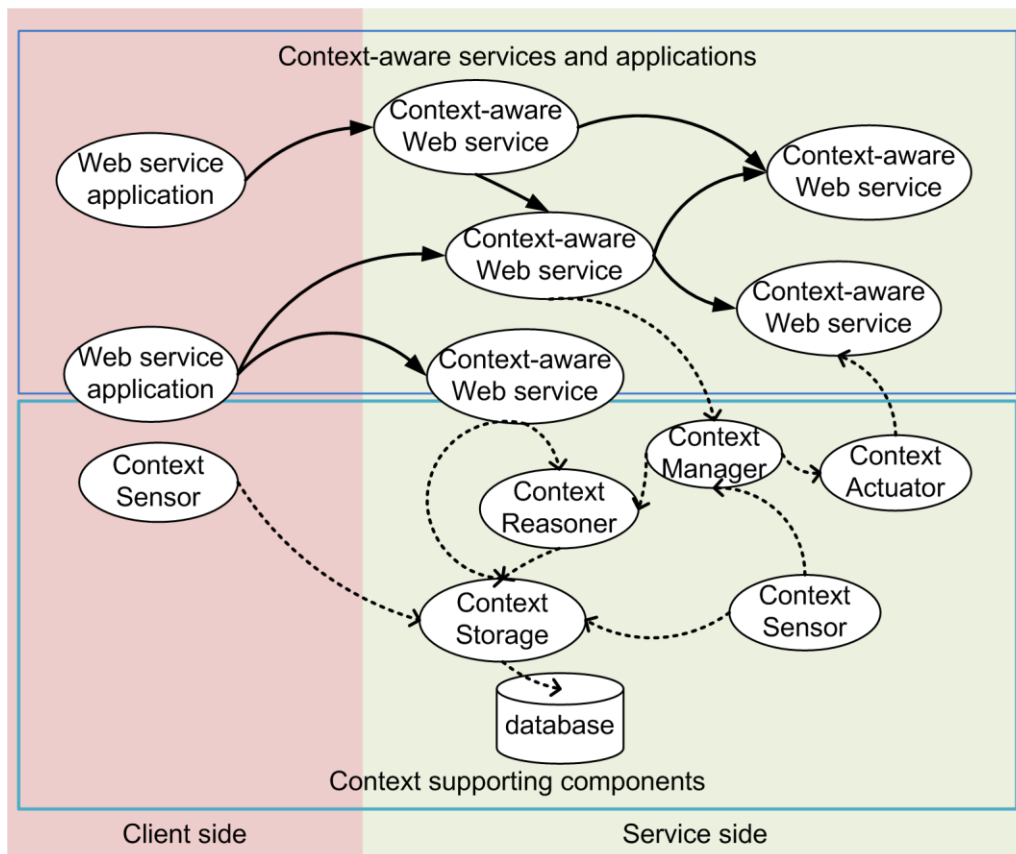 Context-aware services and applications
Context-aware
Web service
Web service
application
Context-aware
Web service
Context-aware
Web service
Context-aware
Web service
Web service
application
Context-aware
Web service
Context
Sensor
Context
Manager
Context
Actuator
Context
Reasoner
Context
Storage
Context
Sensor
database
Context supporting components
Client side
Service side